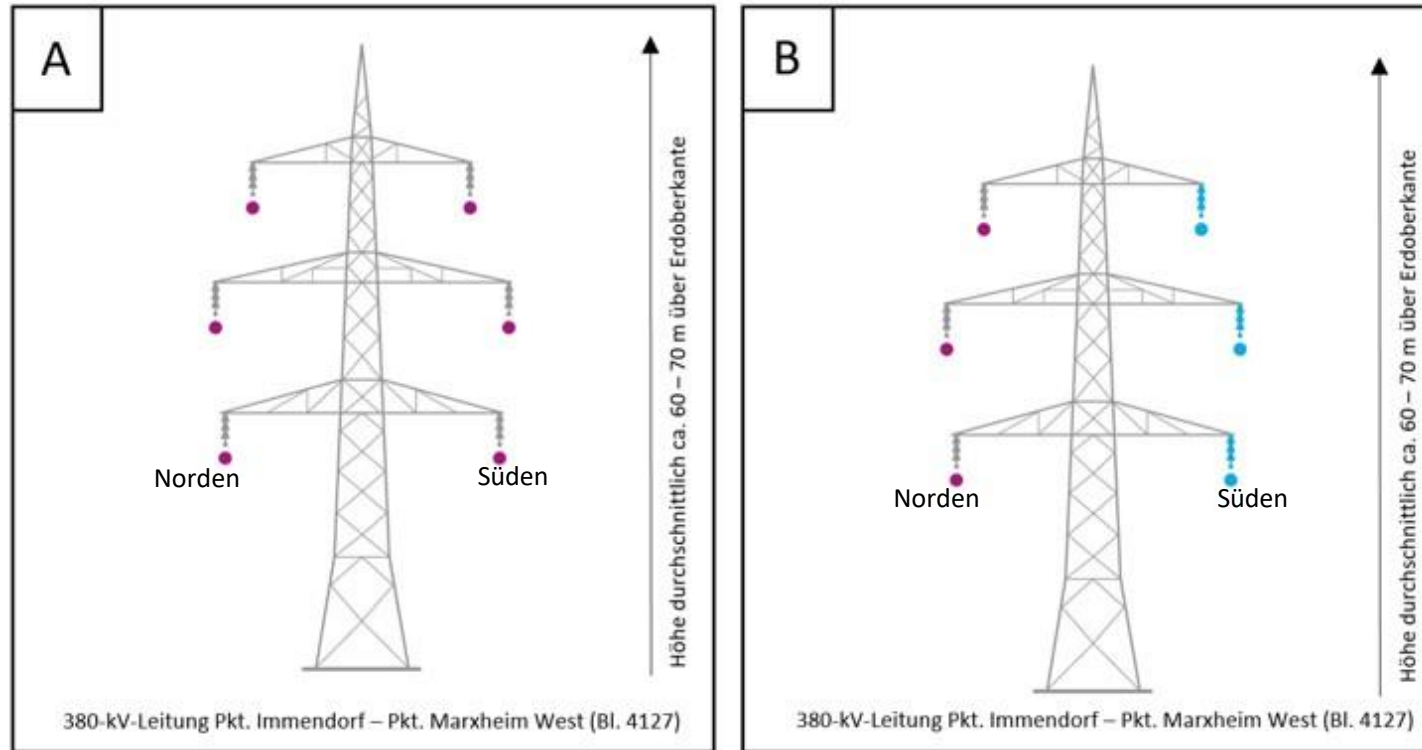 A
Höhe durchschnittlich ca. 60 – 70 m über Erdoberkante
Norden
Süden
380-kV-Leitung Pkt. Immendorf – Pkt. Marxheim West (Bl. 4127)
B
Höhe durchschnittlich ca. 60 – 70 m über Erdoberkante
Norden
Süden
380-kV-Leitung Pkt. Immendorf – Pkt. Marxheim West (Bl. 4127)